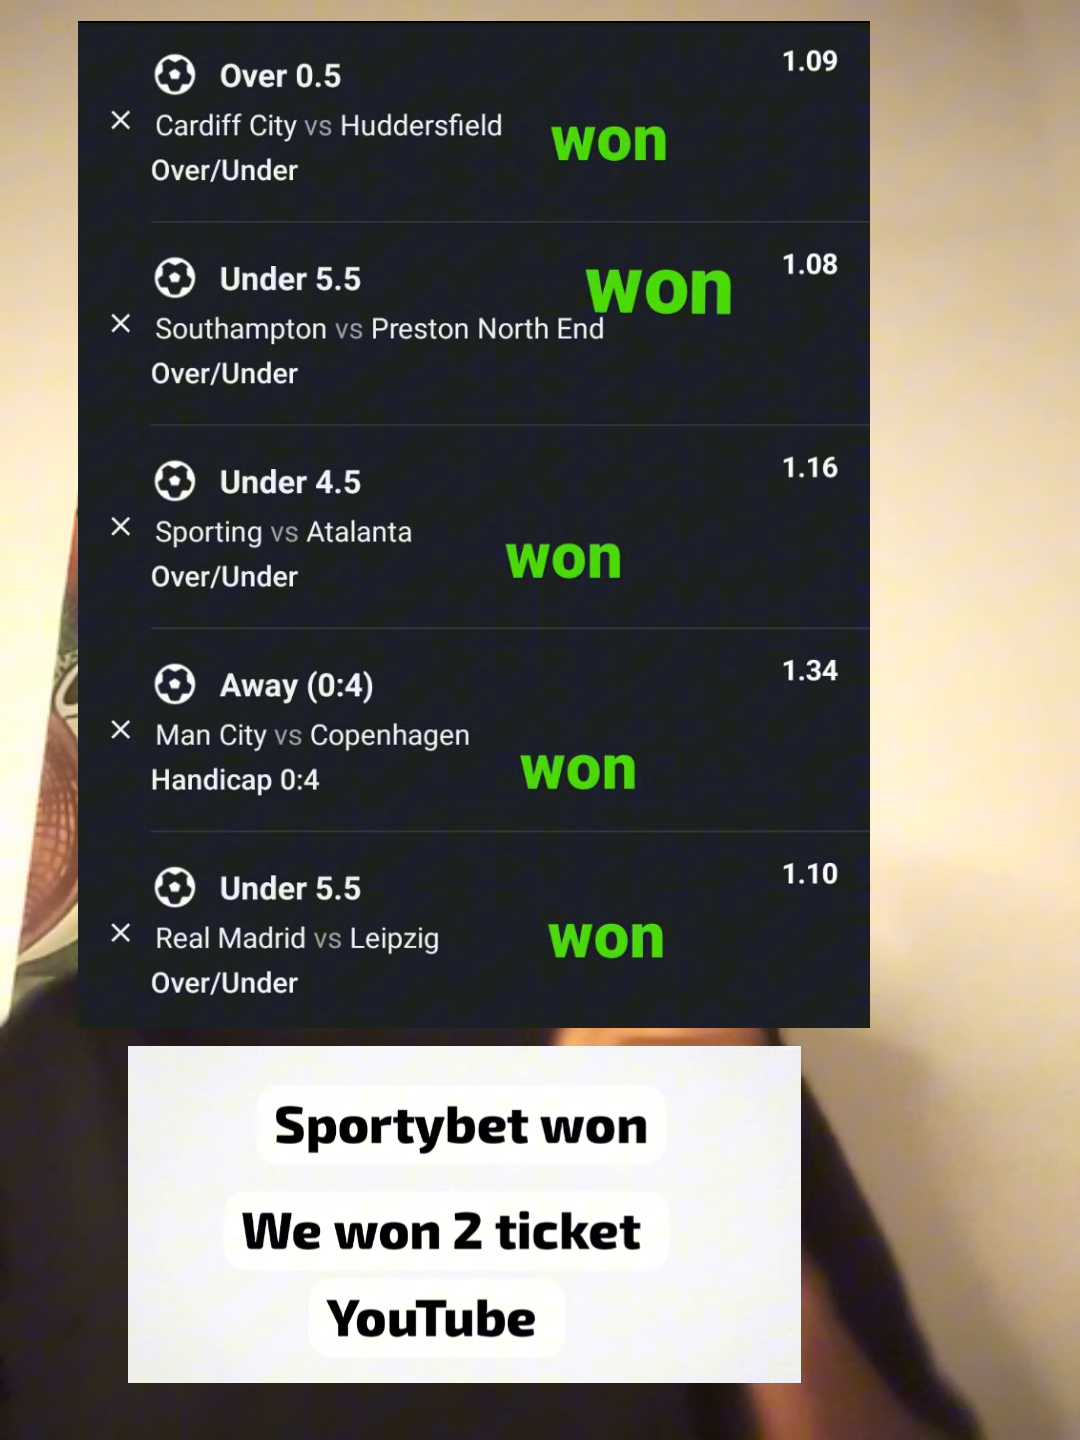 Over 0.5
1.09
Cardiff City vs Huddersfield
won
Over/Under
Under 5.5
won
1.08
Southampton vs Preston North End
Over/Under
Under 4.5
1.16
Sporting vs Atalanta
won
Over/Under
Away (0:4)
1.34
Man City vs Copenhagen
won
Handicap 0:4
Under 5.5
1.10
Real Madrid vs Leipzig
won
Over/Under
Sportybet won
We won 2 ticket
YouTube